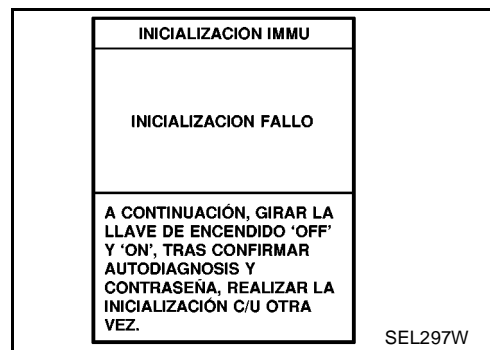 INICIALIZACION IMMU
INICIALIZACION FALLO
A CONTINUACIÓN, GIRAR LA
LLAVE DE ENCENDIDO ‘OFF’
Y ‘ON’, TRAS CONFIRMAR
AUTODIAGNOSIS Y
CONTRASEÑA, REALIZAR LA
INICIALIZACIÓN C/U OTRA
VEZ.
SEL297W